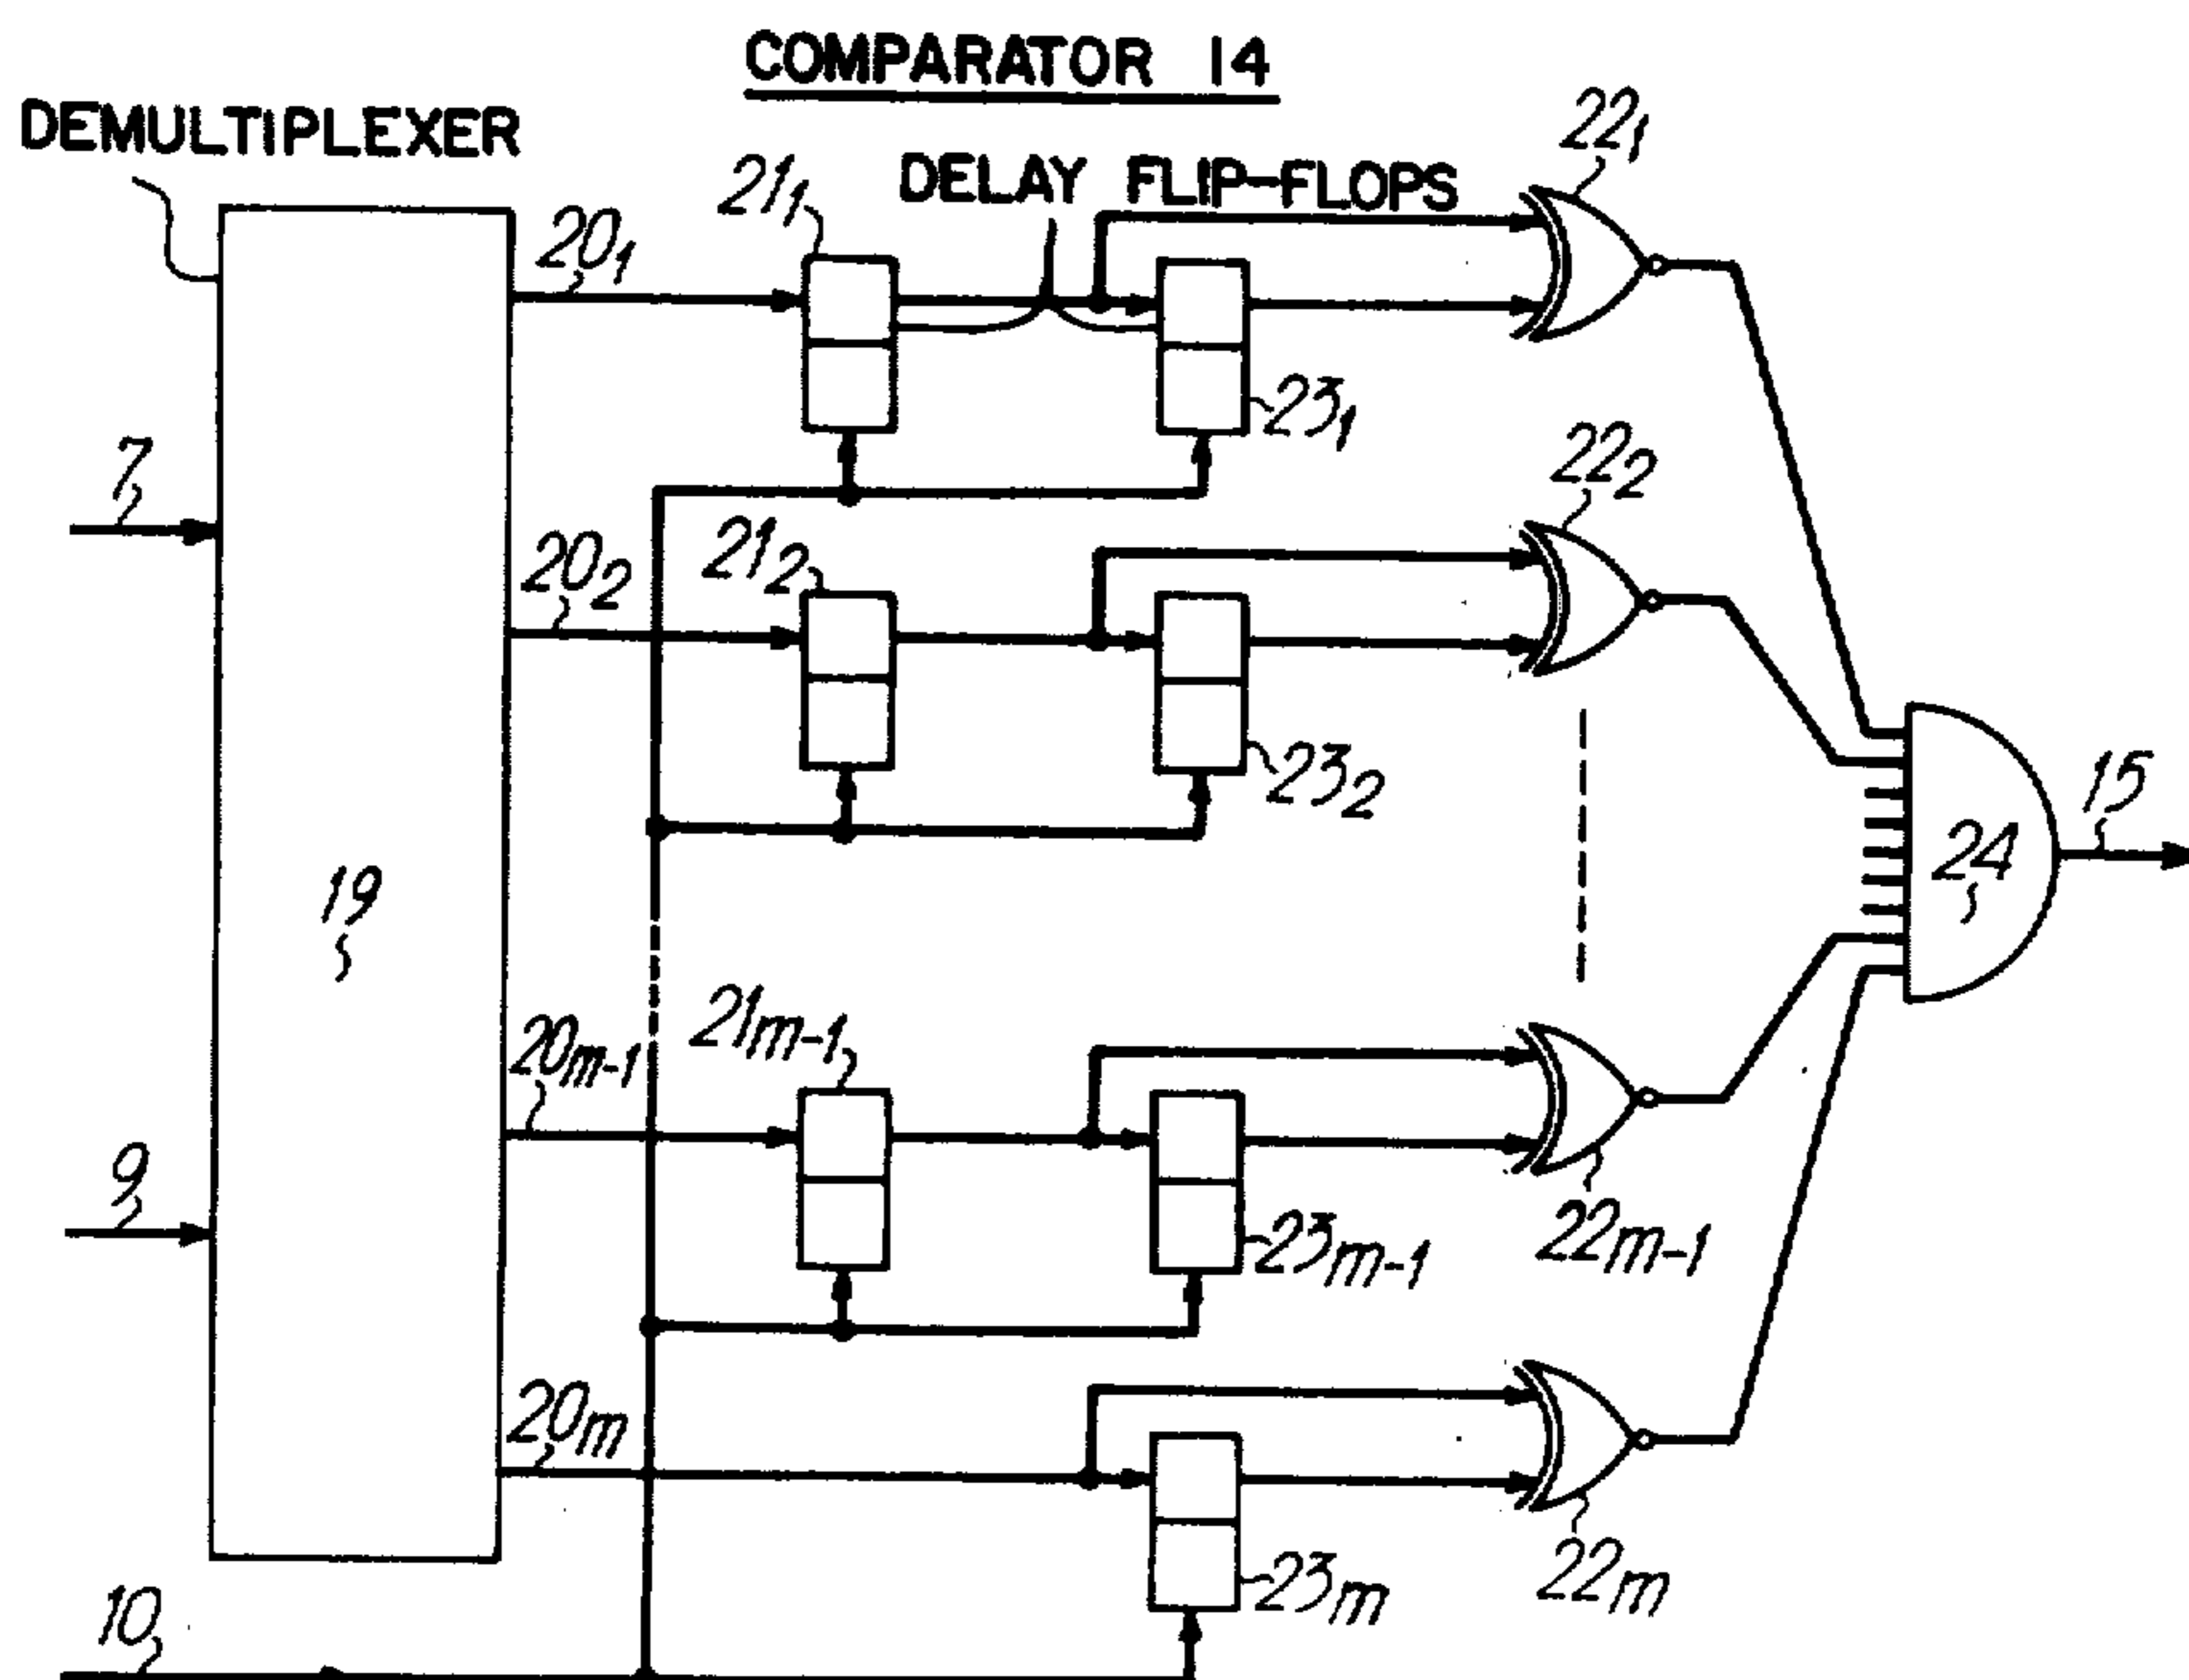 COMPARATOR 14
DEMULTIPLEXER
DELAY FLIP-FLOPS
22₁
21₁
20₁
23₁
7
22₂
21₂
20₂
23₂
15
24
19
21m-1
20m-1
9
23m-1
22m-1
20m
23m
22m
10